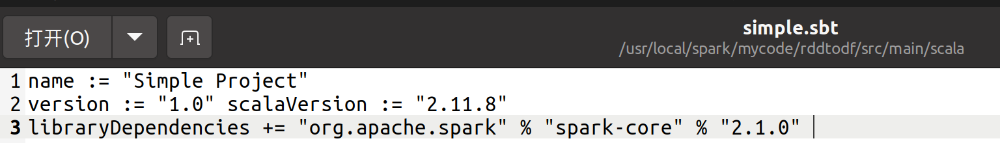 打开(O)
simple.sbt
/usr/local/spark/mycode/rddtodf/src/main/scala
1 name := "Simple Project"
2 version := "1.0" scalaVersion := "2.11.8"
3 libraryDependencies += "org.apache.spark" % "spark-core" % "2.1.0"